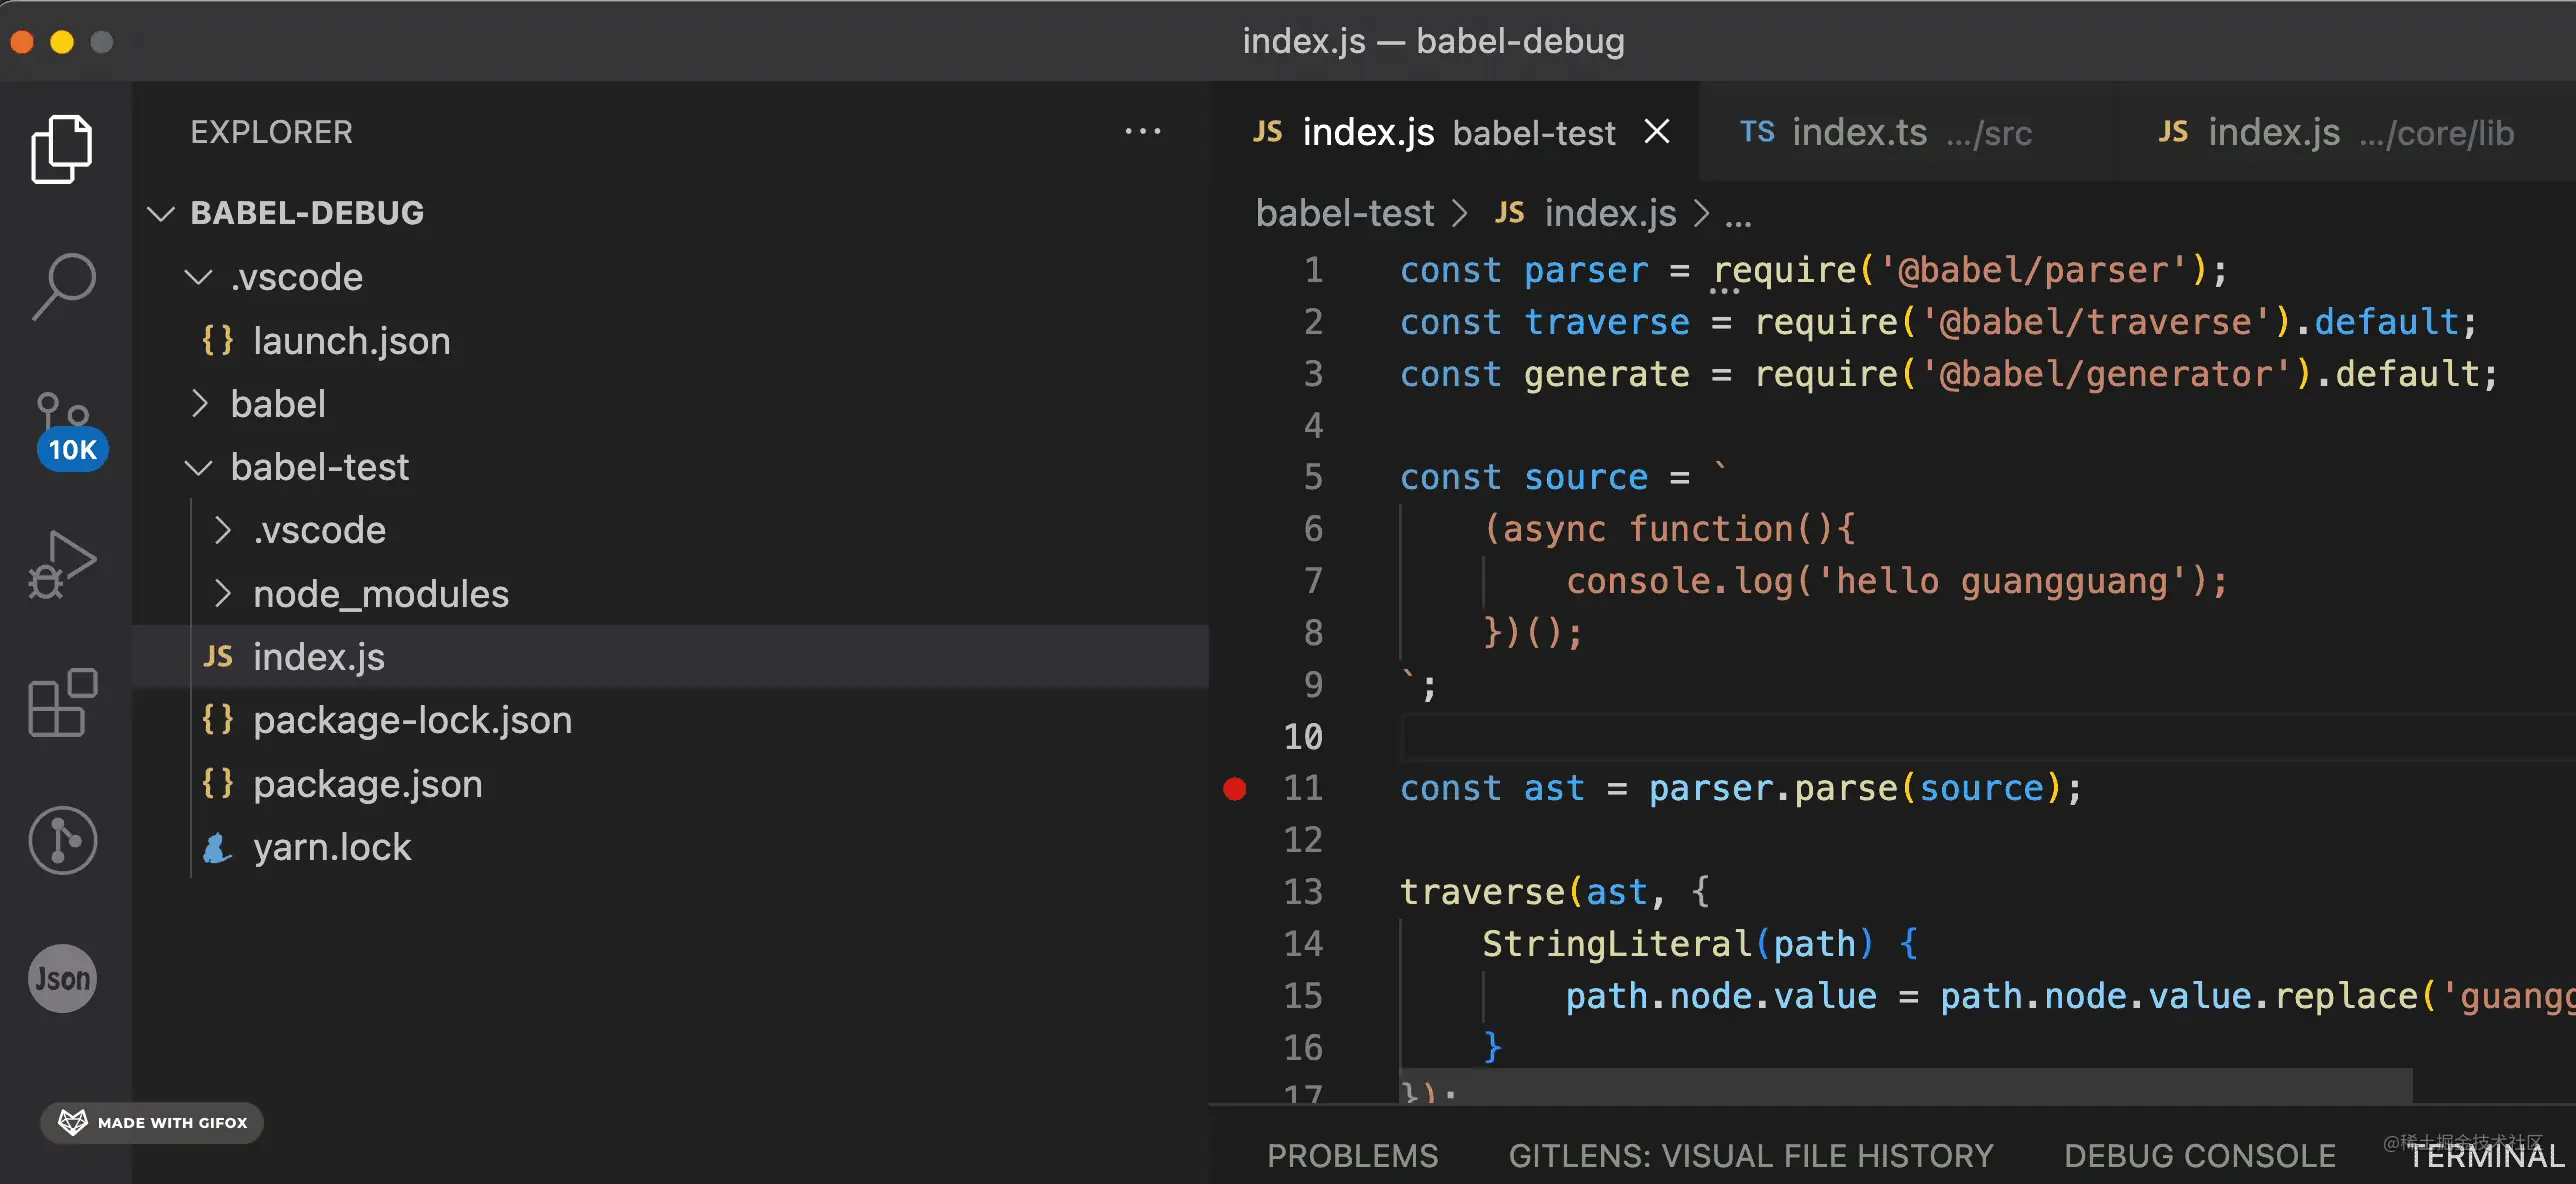 index.js — babel-debug
EXPLORER
BABEL-DEBUG
.vscode
{} launch.json
babel
babel-test
.vscode
node_modules
JS index.js
{} package-lock.json
{} package.json
yarn.lock
10K
Json
MADE WITH GIFOX
JS index.js babel-test
TS index.ts .../src
JS index.js .../core/lib
babel-test > JS index.js > ...
1 const parser = require('@babel/parser');
2 const traverse = require('@babel/traverse').default;
3 const generate = require('@babel/generator').default;
4
5 const source = `
6 (async function(){
7 console.log('hello guangguang');
8 })();
9 `;
10
11 const ast = parser.parse(source);
12
13 traverse(ast, {
14 StringLiteral(path) {
15 path.node.value = path.node.value.replace('guang
16 }
17 });
PROBLEMS GITLENS: VISUAL FILE HISTORY DEBUG CONSOLE TERMINAL
@稀土掘金技术社区